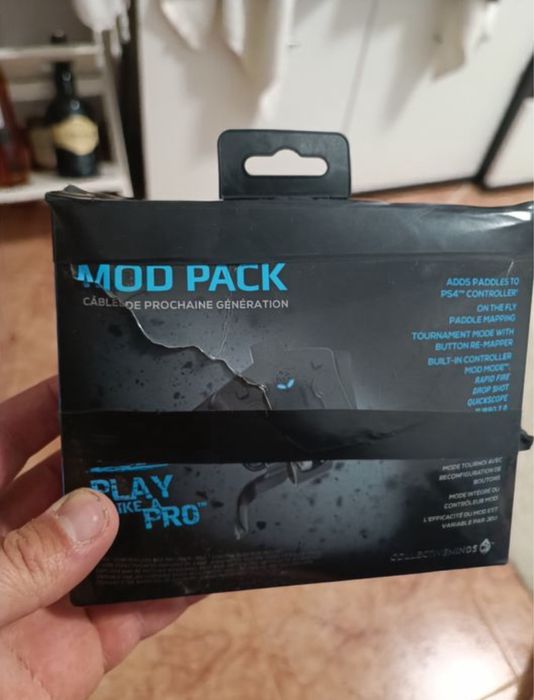 MOD PACK
CÂBLE DE PROCHAINE GÉNÉRATION
ADDS PADDLES TO
PS4™ CONTROLLER*
ON THE FLY
PADDLE MAPPING
TOURNAMENT MODE WITH
BUTTON RE-MAPPER
BUILT-IN CONTROLLER
MOD MODE™:
RAPID FIRE
DROP SHOT
QUICKSCOPE
PLAY
LIKE A
PRO™
MODE TOURNOI AVEC
RECONFIGURATION DE
BOUTONS
MODE INTÉGRÉ DU
CONTRÔLEUR MOD
L'EFFICACITÉ DU MOD EST
VARIABLE PAR JEU
COLLECTIVEMINDS